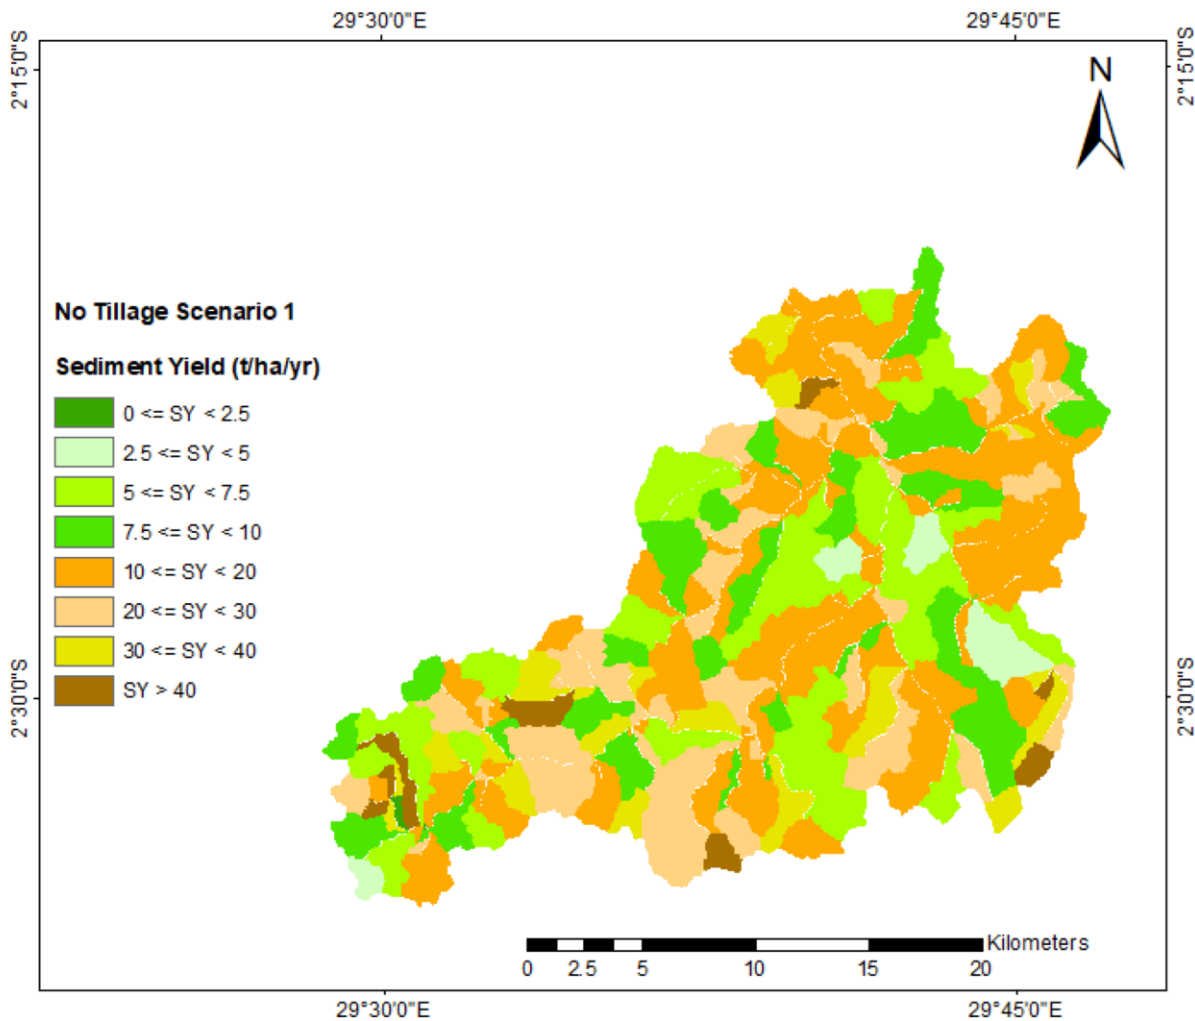 29°30'0"E
29°45'0"E
2°15'0"S
2°15'0"S
N
No Tillage Scenario 1
Sediment Yield (t/ha/yr)
0 <= SY < 2.5
2.5 <= SY < 5
5 <= SY < 7.5
7.5 <= SY < 10
10 <= SY < 20
20 <= SY < 30
30 <= SY < 40
SY > 40
2°30'0"S
2°30'0"S
Kilometers
0 2.5 5 10 15 20
29°30'0"E
29°45'0"E